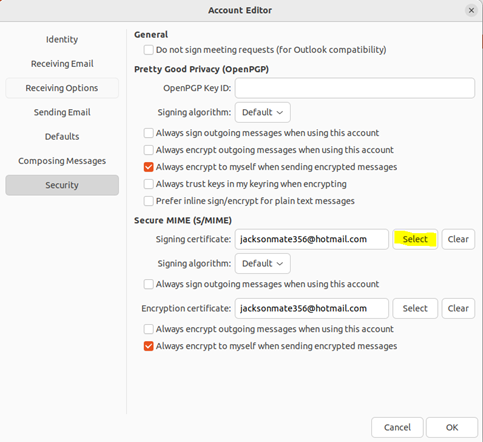 Account Editor
Identity
Receiving Email
Receiving Options
Sending Email
Defaults
Composing Messages
Security
General
Do not sign meeting requests (for Outlook compatibility)
Pretty Good Privacy (OpenPGP)
OpenPGP Key ID:
Signing algorithm: Default
Always sign outgoing messages when using this account
Always encrypt outgoing messages when using this account
Always encrypt to myself when sending encrypted messages
Always trust keys in my keyring when encrypting
Prefer inline sign/encrypt for plain text messages
Secure MIME (S/MIME)
Signing certificate: jacksonmate356@hotmail.com Select Clear
Signing algorithm: Default
Always sign outgoing messages when using this account
Encryption certificate: jacksonmate356@hotmail.com Select Clear
Always encrypt outgoing messages when using this account
Always encrypt to myself when sending encrypted messages
Cancel OK